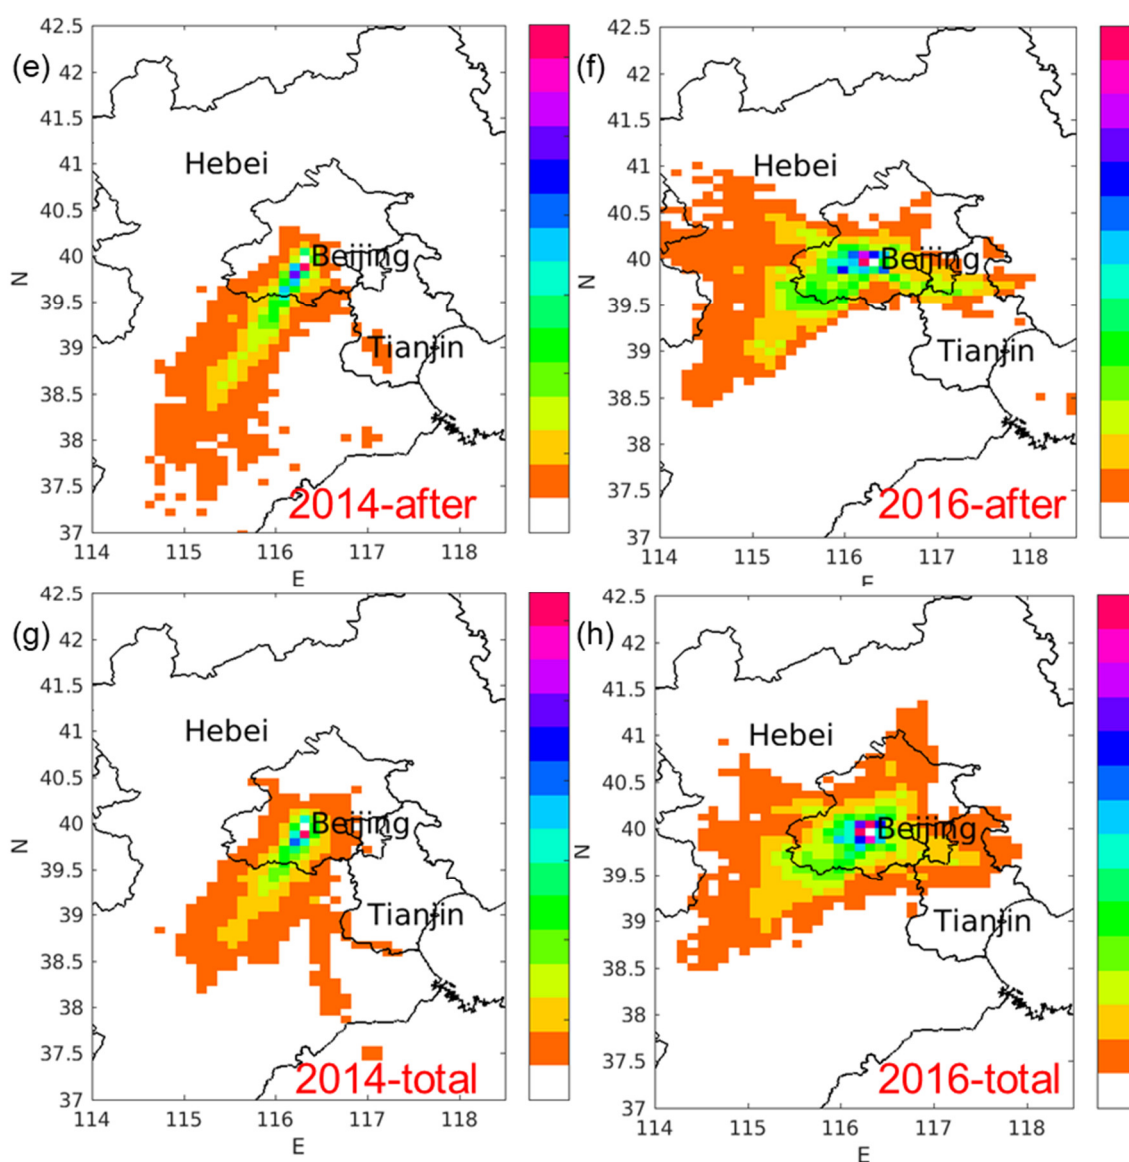 (e)
42.5
42
41.5
41
40.5
40
39.5
39
38.5
38
37.5
37
N
114
115
116
117
118
E
Hebei
Beijing
Tianjin
2014-after
(f)
42.5
42
41.5
41
40.5
40
39.5
39
38.5
38
37.5
37
N
114
115
116
117
118
E
Hebei
Beijing
Tianjin
2016-after
(g)
42.5
42
41.5
41
40.5
40
39.5
39
38.5
38
37.5
37
N
114
115
116
117
118
E
Hebei
Beijing
Tianjin
2014-total
(h)
42.5
42
41.5
41
40.5
40
39.5
39
38.5
38
37.5
37
N
114
115
116
117
118
E
Hebei
Beijing
Tianjin
2016-total